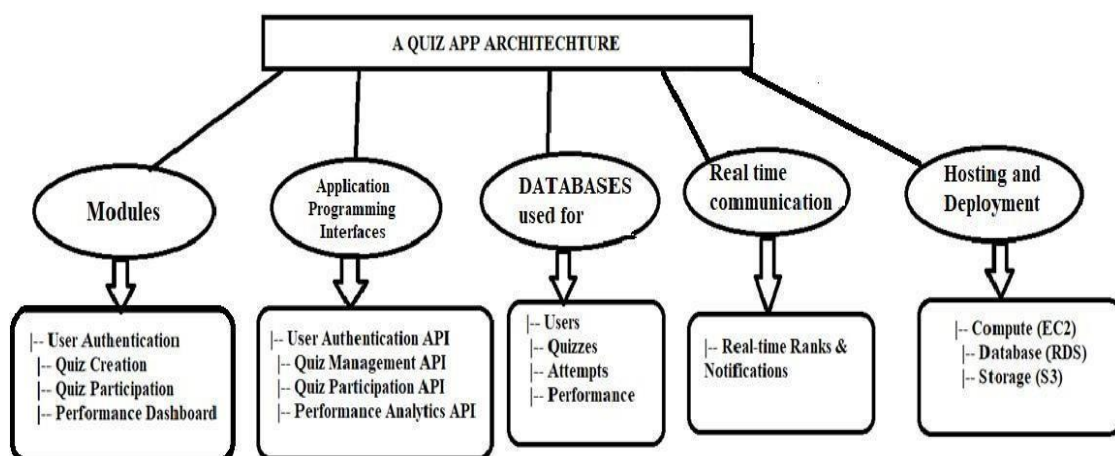 A QUIZ APP ARCHITECHTURE
Modules
Application
Programming
Interfaces
DATABASES
used for
Real time
communication
Hosting and
Deployment
|-- User Authentication
|-- Quiz Creation
|-- Quiz Participation
|-- Performance Dashboard
|-- User Authentication API
|-- Quiz Management API
|-- Quiz Participation API
|-- Performance Analytics API
|-- Users
|-- Quizzes
|-- Attempts
|-- Performance
|-- Real-time Ranks &
Notifications
|-- Compute (EC2)
|-- Database (RDS)
|-- Storage (S3)